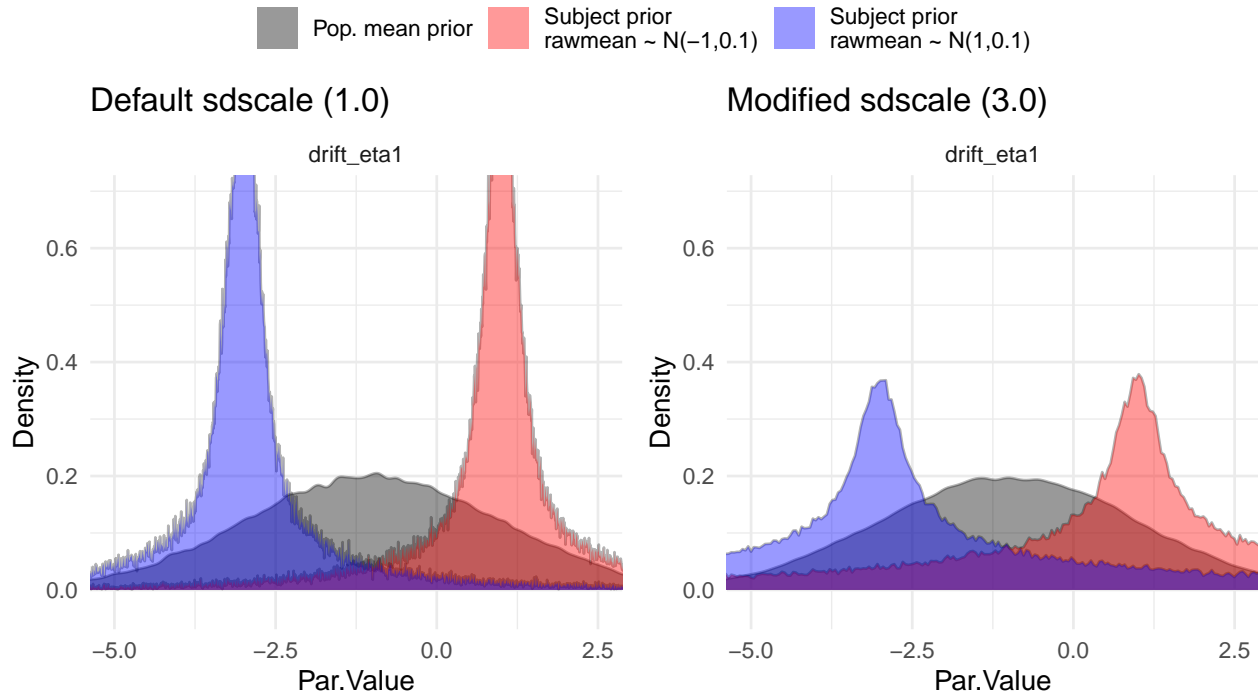 Pop. mean prior
Subject prior
rawmean ~ N(−1,0.1)
Subject prior
rawmean ~ N(1,0.1)
Default sdscale (1.0)
drift_eta1
Density
0.6
0.4
0.2
0.0
−5.0 −2.5 0.0 2.5
Par.Value
Modified sdscale (3.0)
drift_eta1
Density
0.6
0.4
0.2
0.0
−5.0 −2.5 0.0 2.5
Par.Value